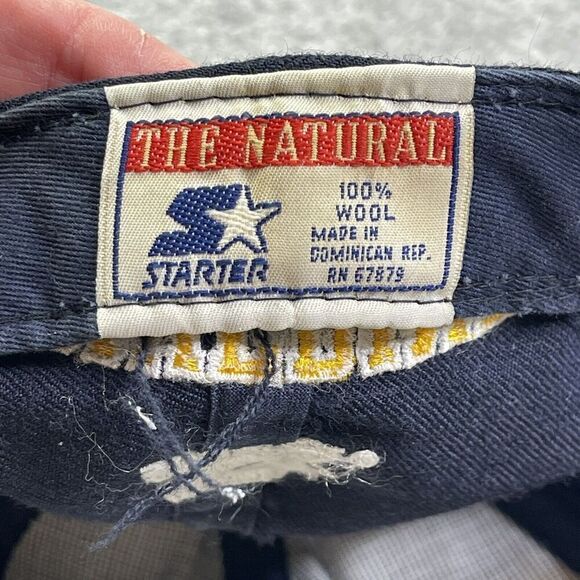 THE NATURAL
STARTER
100%
WOOL
MADE IN
DOMINICAN REP.
RN 67879